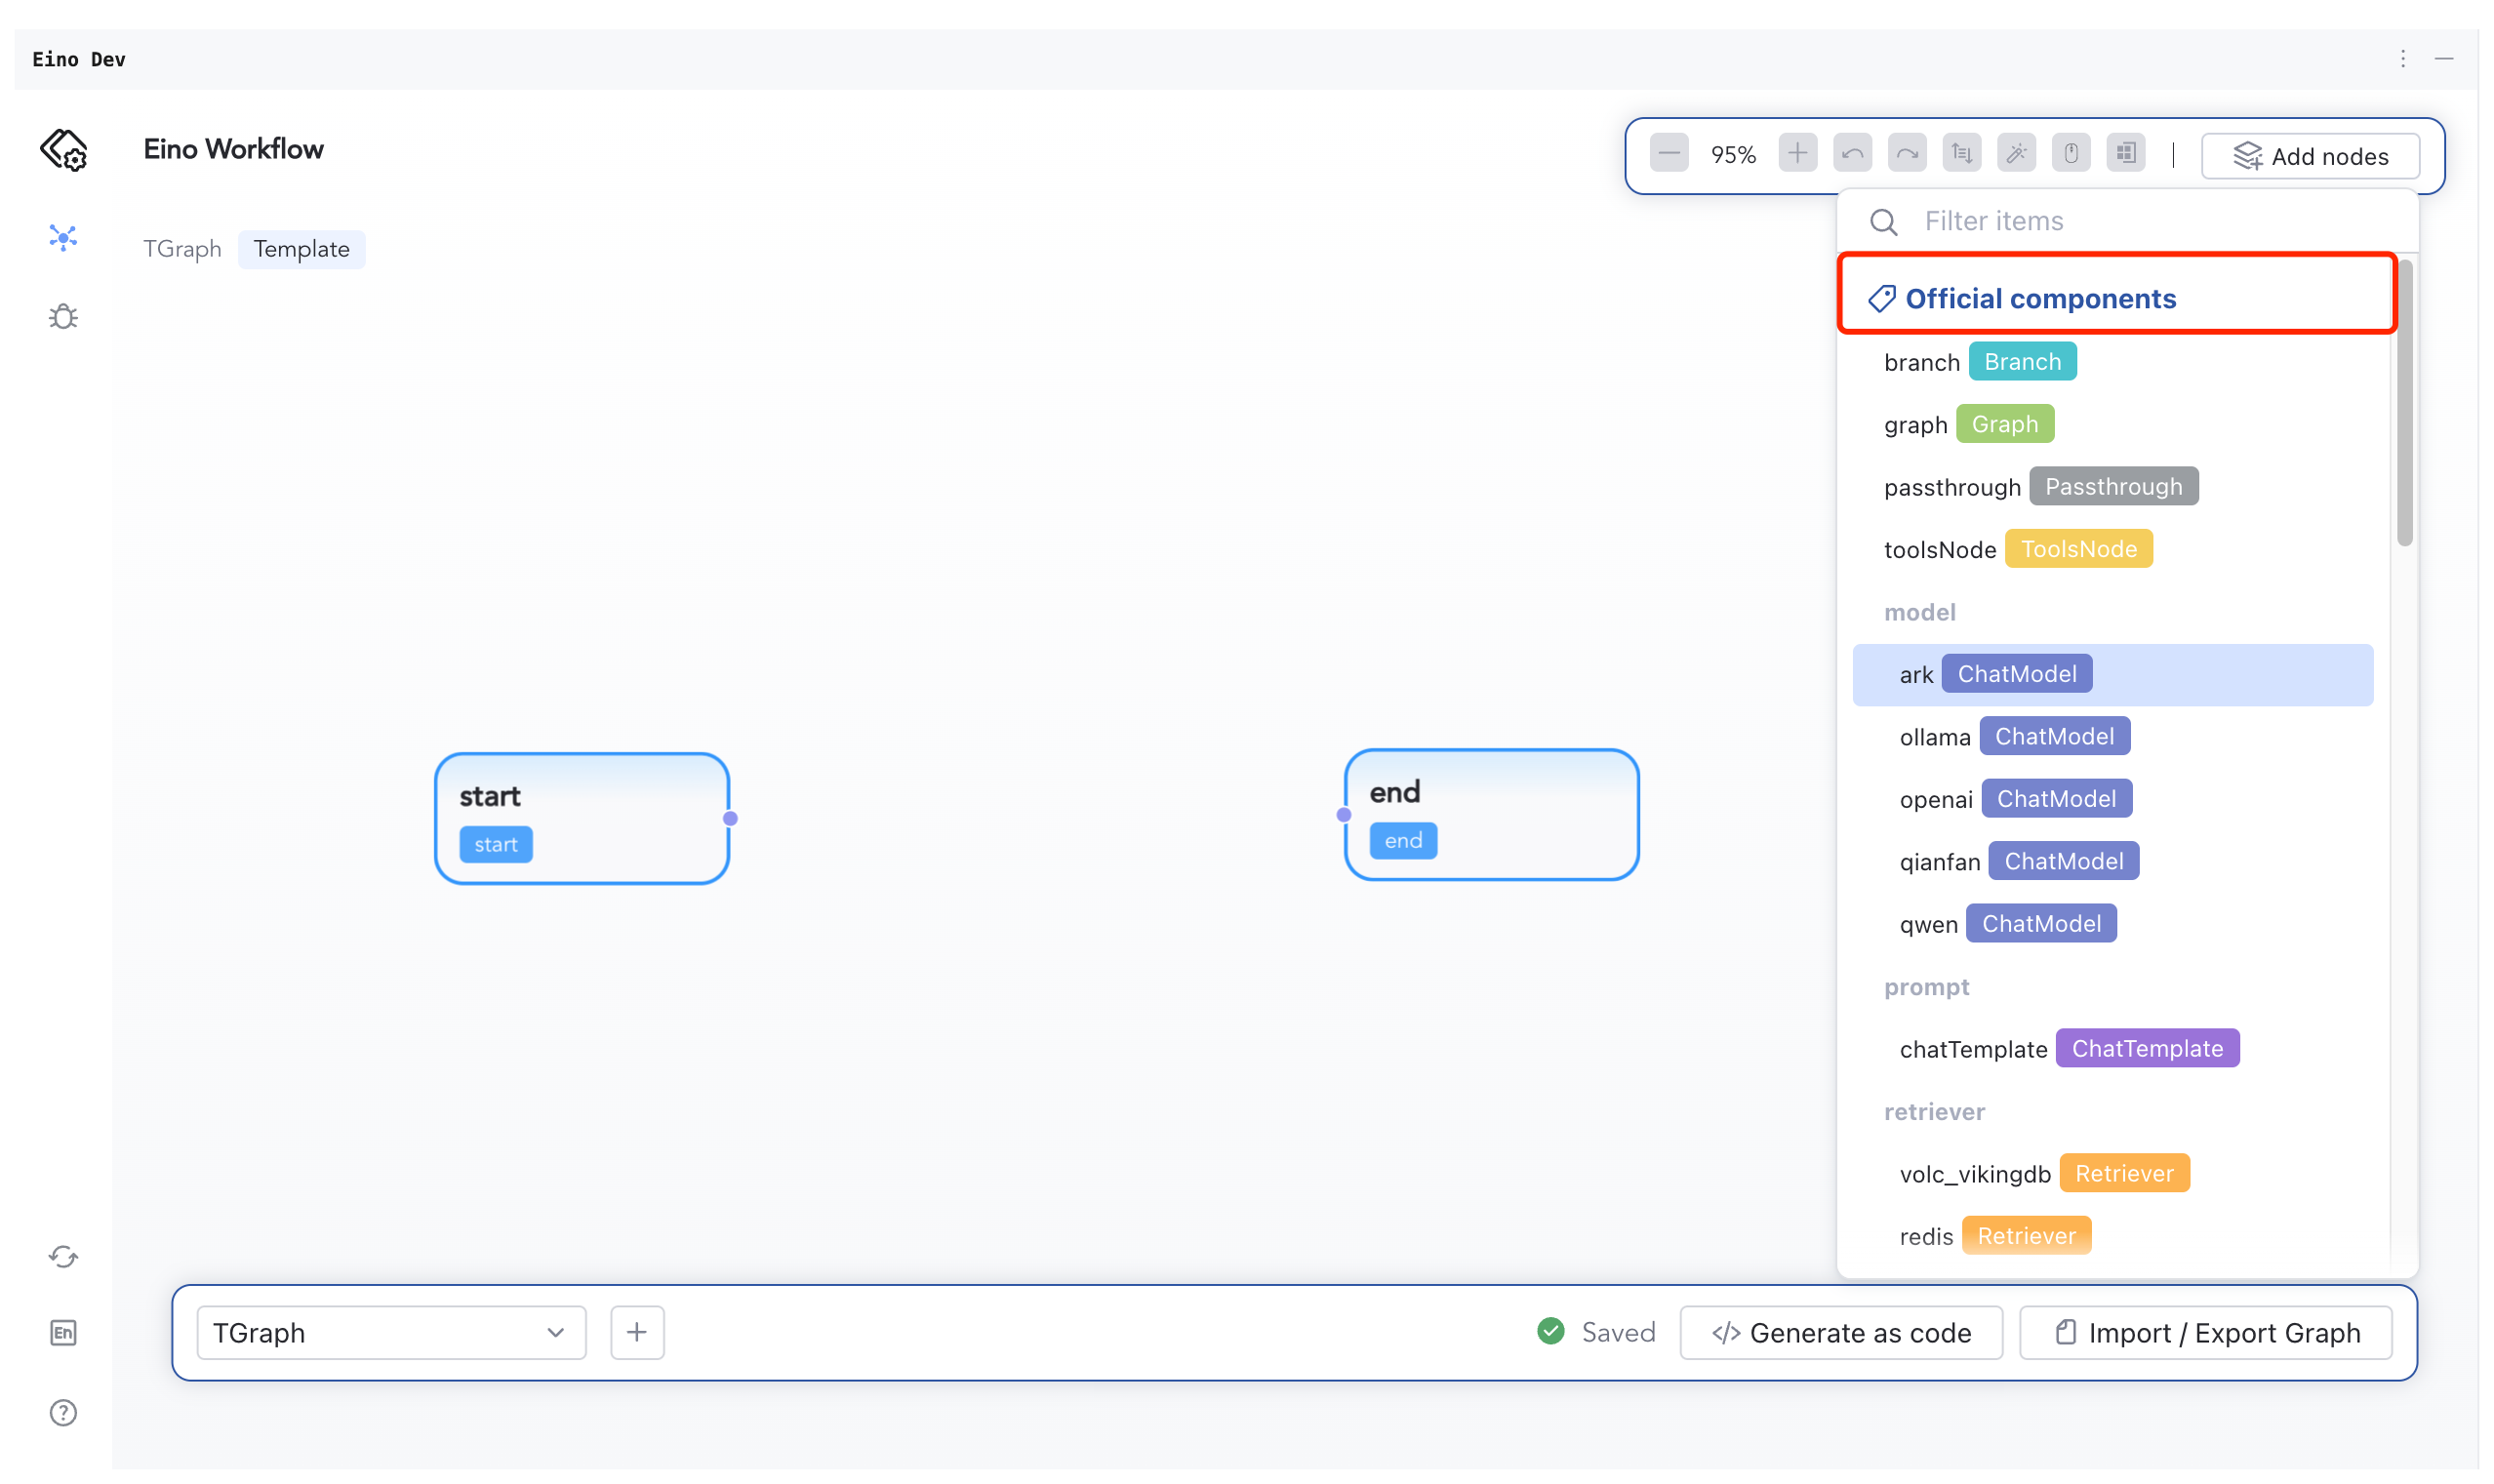 Eino Dev
Eino Workflow
95%
Add nodes
TGraph Template
Filter items
Official components
branch Branch
graph Graph
passthrough Passthrough
toolsNode ToolsNode
model
ark ChatModel
ollama ChatModel
openai ChatModel
qianfan ChatModel
qwen ChatModel
prompt
chatTemplate ChatTemplate
retriever
volc_vikingdb Retriever
redis Retriever
start
start
end
end
En
TGraph
Saved
</> Generate as code
Import / Export Graph